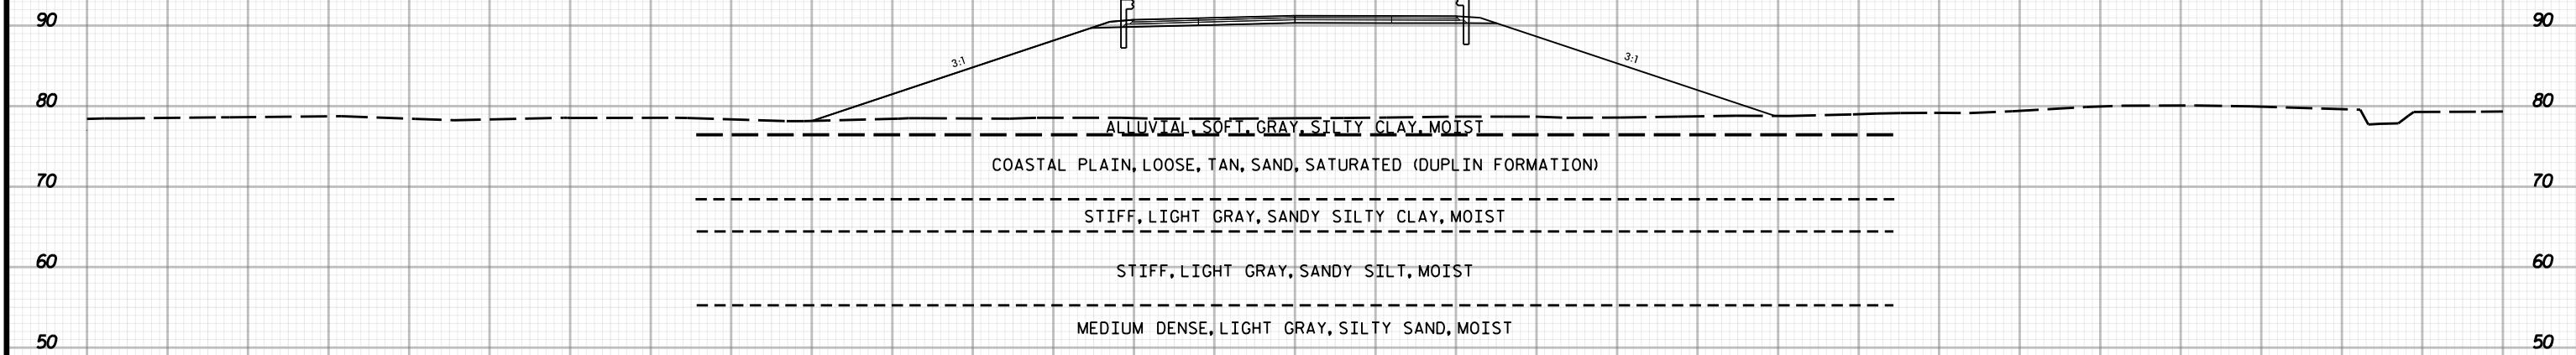 90 90
3:1 3:1
80 80
ALLUVIAL, SOFT, GRAY, SILTY CLAY, MOIST
COASTAL PLAIN, LOOSE, TAN, SAND, SATURATED (DUPLIN FORMATION)
70 70
STIFF, LIGHT GRAY, SANDY SILTY CLAY, MOIST
60 60
STIFF, LIGHT GRAY, SANDY SILT, MOIST
MEDIUM DENSE, LIGHT GRAY, SILTY SAND, MOIST
50 50